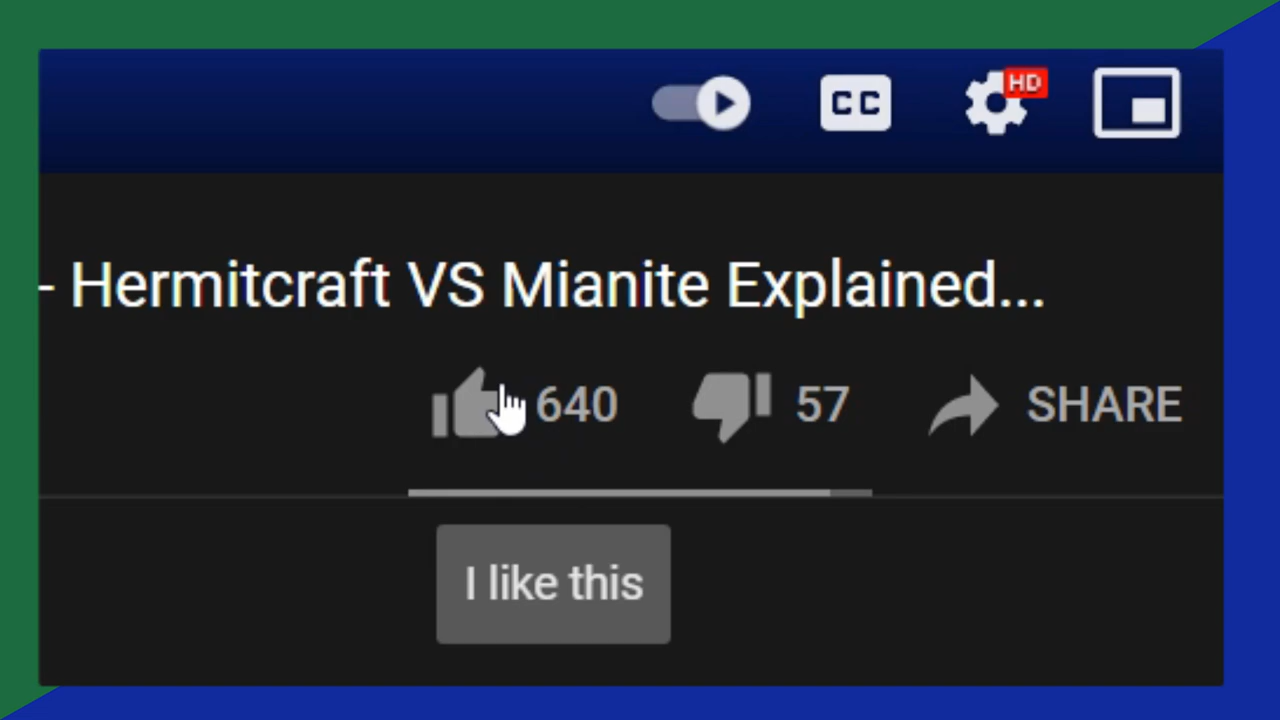 CC HD
- Hermitcraft VS Mianite Explained...
640 57 SHARE
I like this